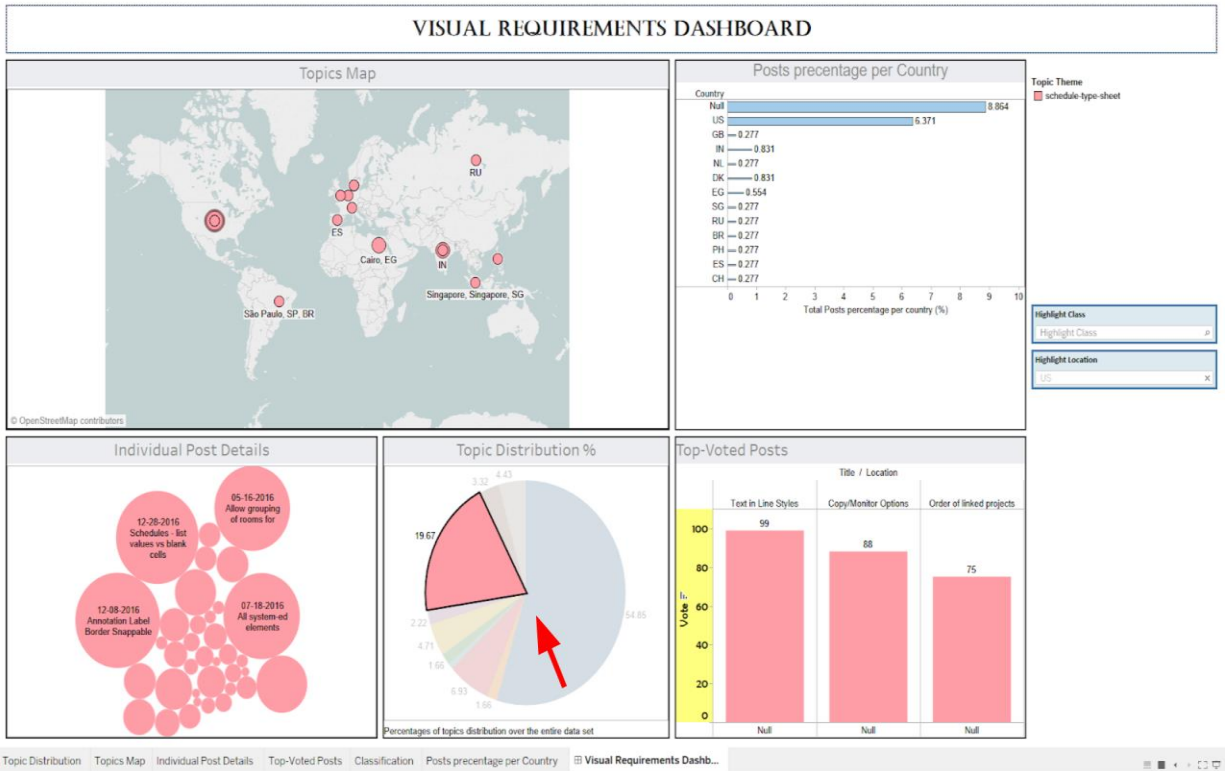 VISUAL REQUIREMENTS DASHBOARD
Topics Map
RU
ES
Cairo, EG
IN
Singapore, Singapore, SG
São Paulo, SP, BR
© OpenStreetMap contributors
Posts precentage per Country
Country
Null 8.864
US 6.371
GB 0.277
IN 0.831
NL 0.277
DK 0.831
EG 0.554
SG 0.277
RU 0.277
BR 0.277
PH 0.277
ES 0.277
CH 0.277
0 1 2 3 4 5 6 7 8 9 10
Total Posts percentage per country (%)
Topic Theme
schedule-type-sheet
Highlight Class
Highlight Class
Highlight Location
US
Individual Post Details
05-16-2016
Allow grouping
of rooms for
12-28-2016
Schedules - list
values vs blank
cells
12-08-2016
Annotation Label
Border Snappable
07-18-2016
All system-ed
elements
Topic Distribution %
4.43
3.32
19.67
54.85
2.22
4.71
1.66
6.93
1.66
Percentages of topics distribution over the entire data set
Top-Voted Posts
Title / Location
Text in Line Styles Copy/Monitor Options Order of linked projects
Vote
100
80
60
40
20
0
99
88
75
Null Null Null
Topic Distribution Topics Map Individual Post Details Top-Voted Posts Classification Posts precentage per Country Visual Requirements Dashb...